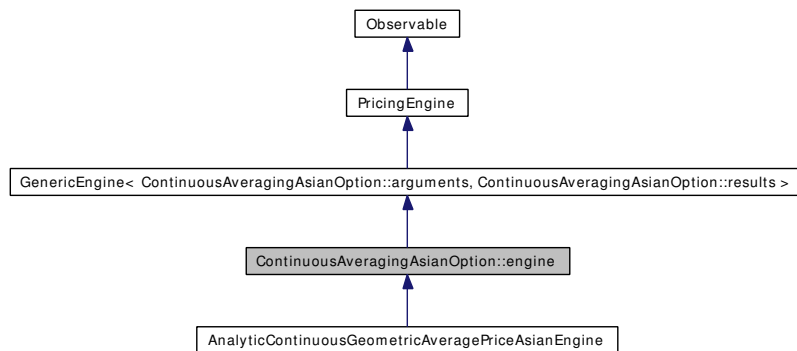 Observable
PricingEngine
GenericEngine< ContinuousAveragingAsianOption::arguments, ContinuousAveragingAsianOption::results >
ContinuousAveragingAsianOption::engine
AnalyticContinuousGeometricAveragePriceAsianEngine